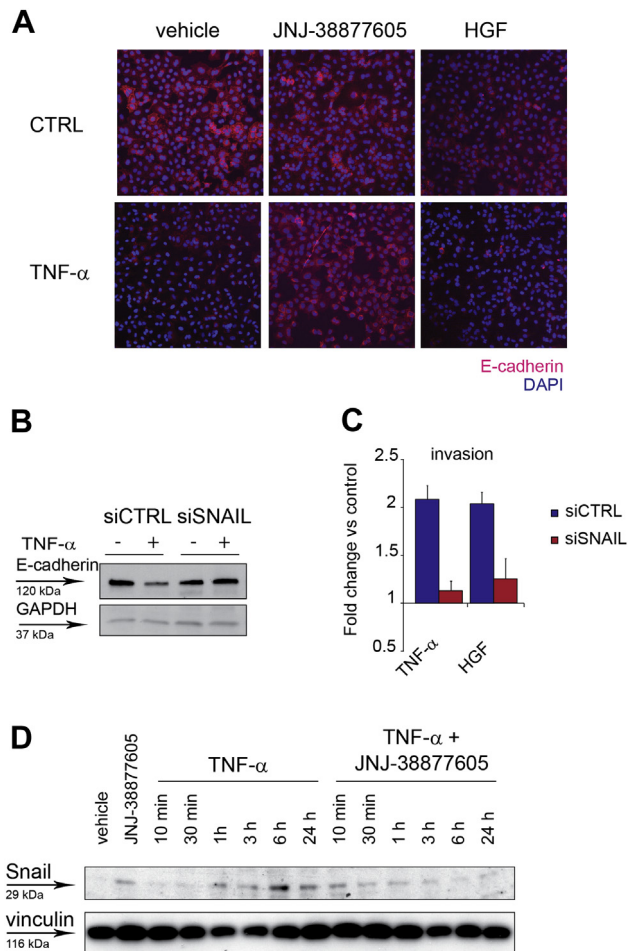 A
vehicle JNJ-38877605 HGF
CTRL
TNF-α
E-cadherin
DAPI
B
siCTRL siSNAIL
TNF-α - + - +
E-cadherin
120 kDa
GAPDH
37 kDa
C
invasion
Fold change vs control
2.5
2
1.5
1
0.5
TNF-α HGF
siCTRL
siSNAIL
D
TNF-α
TNF-α +
JNJ-38877605
vehicle JNJ-38877605 10 min 30 min 1h 3 h 6 h 24 h 10 min 30 min 1 h 3 h 6 h 24 h
Snail
29 kDa
vinculin
116 kDa